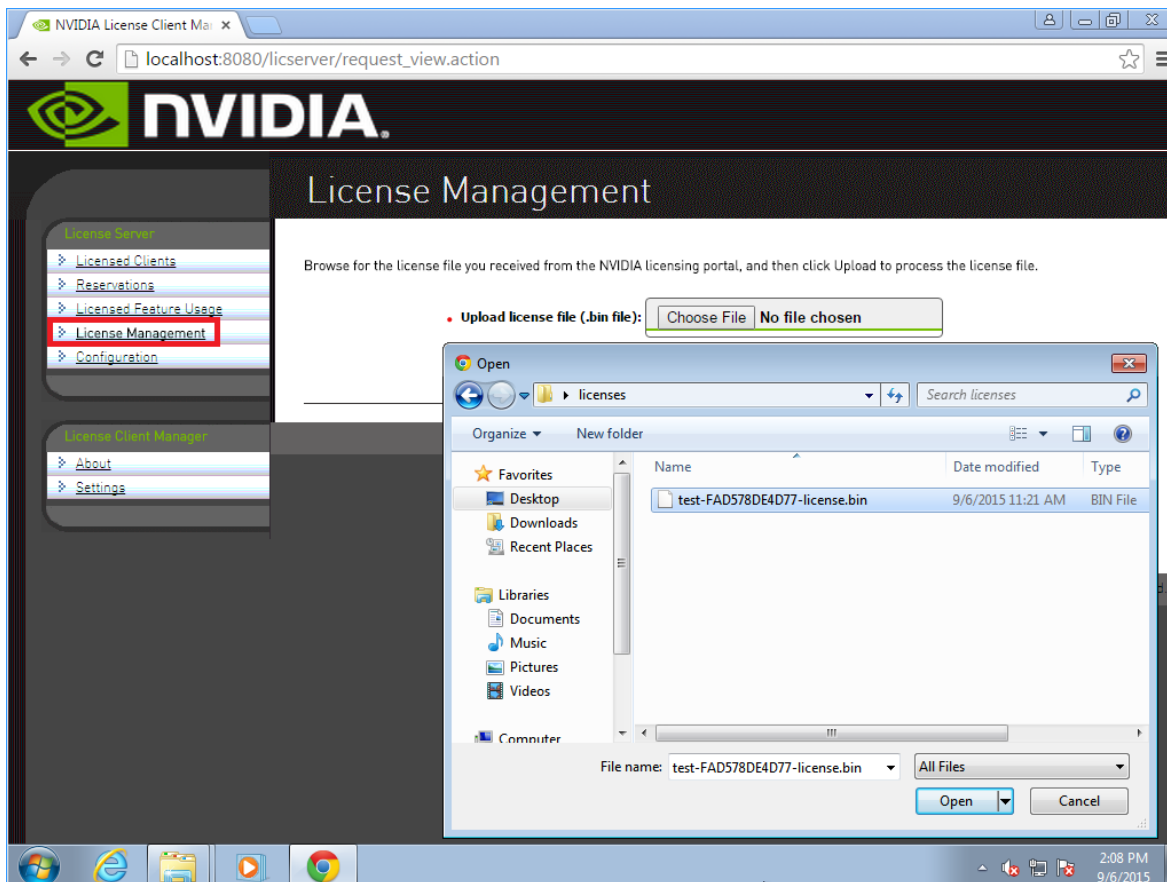 NVIDIA License Client Ma
localhost:8080/licserver/request_view.action
NVIDIA.
License Management
License Server
Licensed Clients
Reservations
Licensed Feature Usage
License Management
Configuration
License Client Manager
About
Settings
Browse for the license file you received from the NVIDIA licensing portal, and then click Upload to process the license file.
Upload license file (.bin file): Choose File No file chosen
Open
licenses
Search licenses
Organize New folder
Favorites
Desktop
Downloads
Recent Places
Libraries
Documents
Music
Pictures
Videos
Computer
Name Date modified Type
test-FAD578DE4D77-license.bin 9/6/2015 11:21 AM BIN File
File name: test-FAD578DE4D77-license.bin All Files
Open Cancel
2:08 PM
9/6/2015